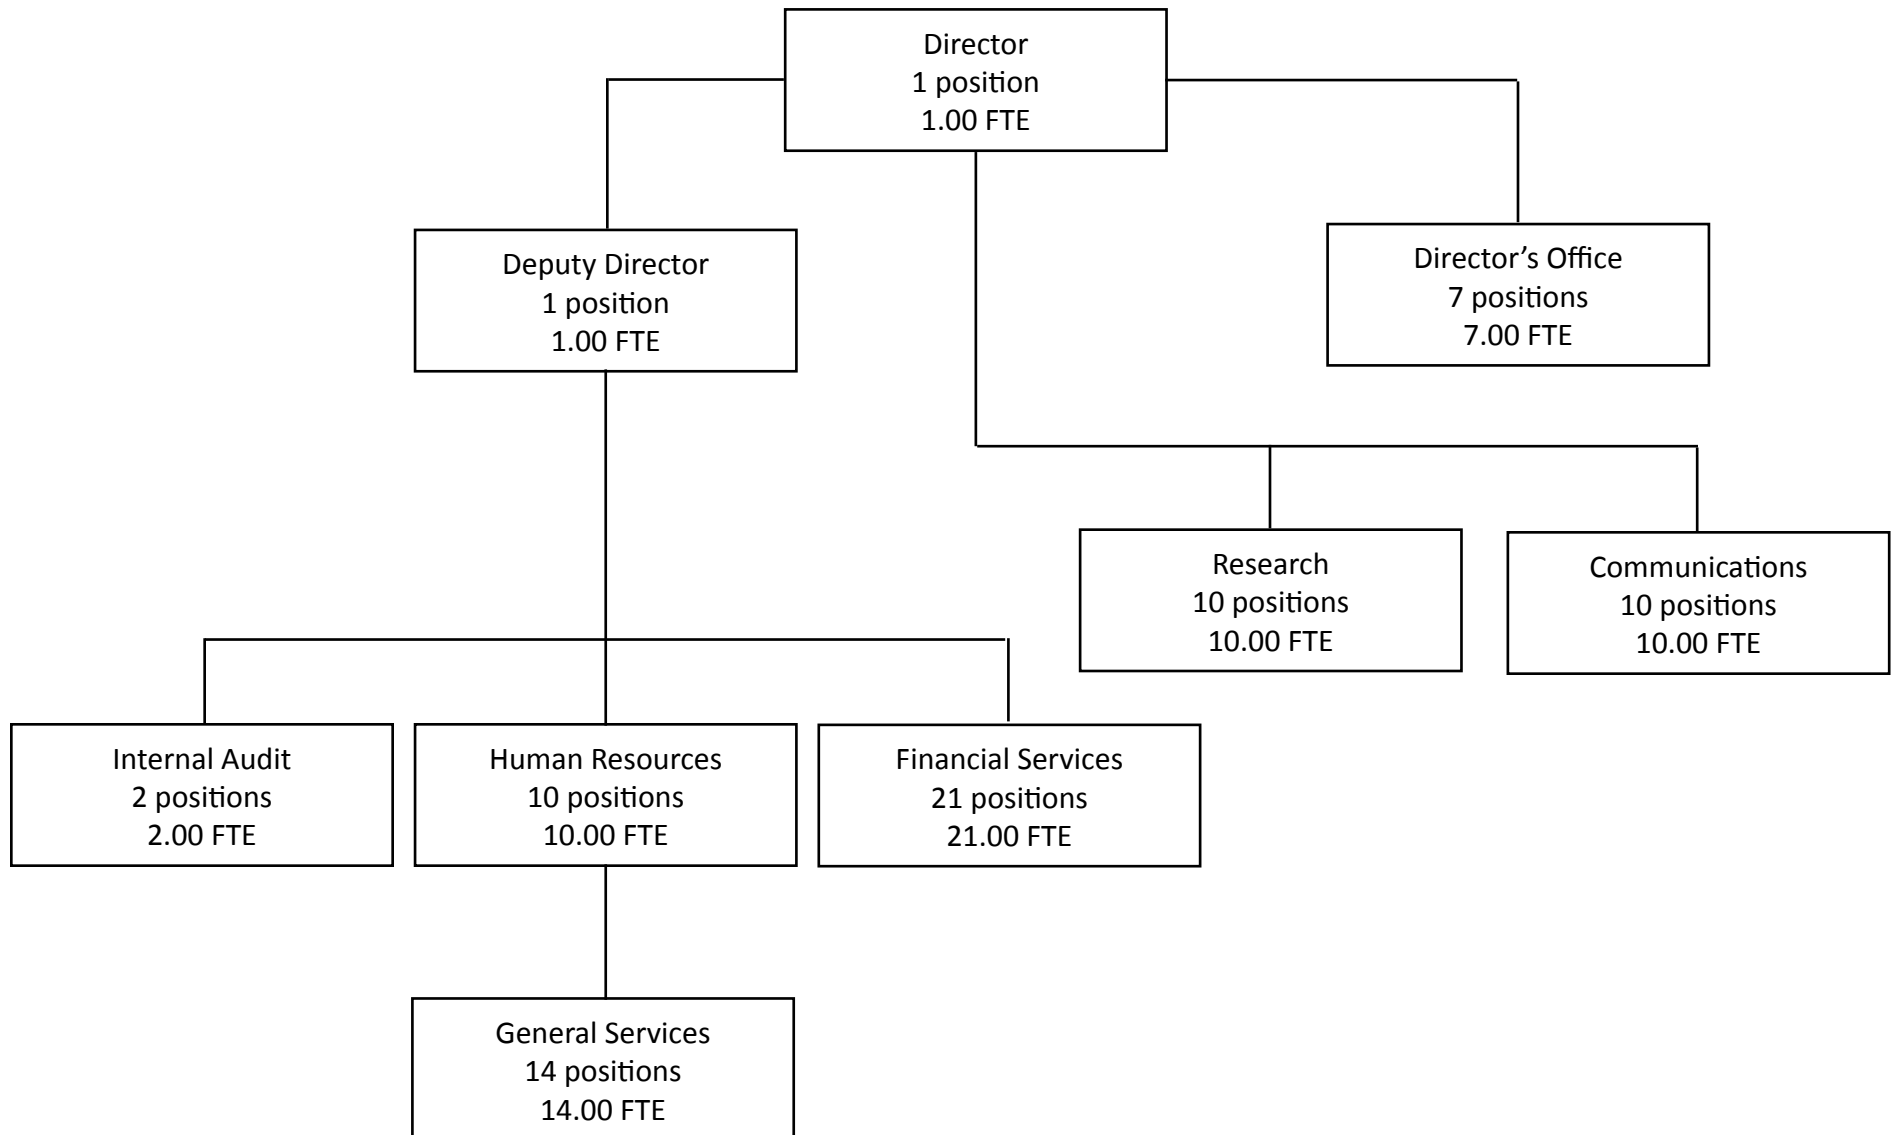 Director
1 position
1.00 FTE
Deputy Director
1 position
1.00 FTE
Director’s Office
7 positions
7.00 FTE
Research
10 positions
10.00 FTE
Communications
10 positions
10.00 FTE
Internal Audit
2 positions
2.00 FTE
Human Resources
10 positions
10.00 FTE
Financial Services
21 positions
21.00 FTE
General Services
14 positions
14.00 FTE